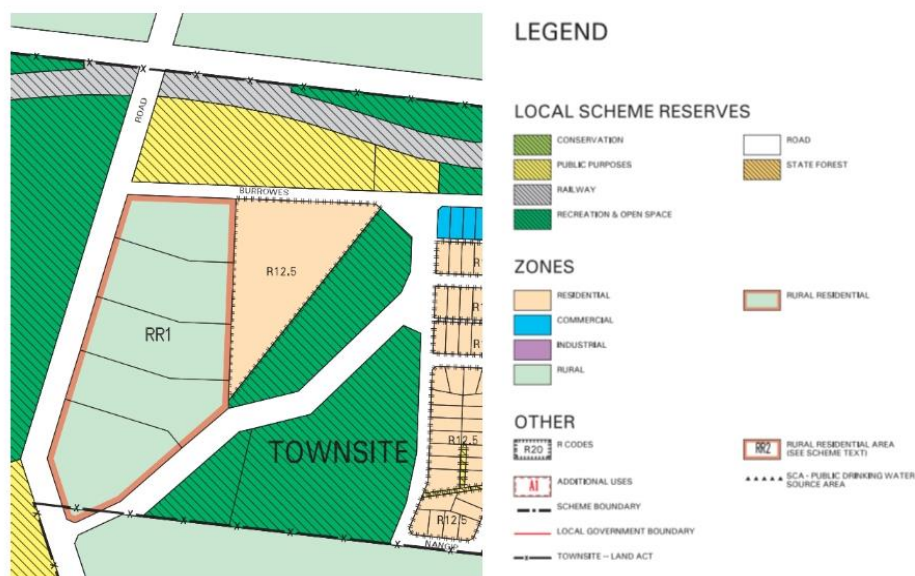 LEGEND
LOCAL SCHEME RESERVES
CONSERVATION
PUBLIC PURPOSES
RAILWAY
RECREATION & OPEN SPACE
ROAD
STATE FOREST
ZONES
RESIDENTIAL
COMMERCIAL
INDUSTRIAL
RURAL
RURAL RESIDENTIAL
OTHER
R20
R CODES
A1
ADDITIONAL USES
SCHEME BOUNDARY
LOCAL GOVERNMENT BOUNDARY
TOWNSITE - LAND ACT
RR2
RURAL RESIDENTIAL AREA
(SEE SCHEME TEXT)
SCA - PUBLIC DRINKING WATER
SOURCE AREA
ROAD
BURROWES
R12.5
RR1
TOWNSITE
R12.5
R12.5